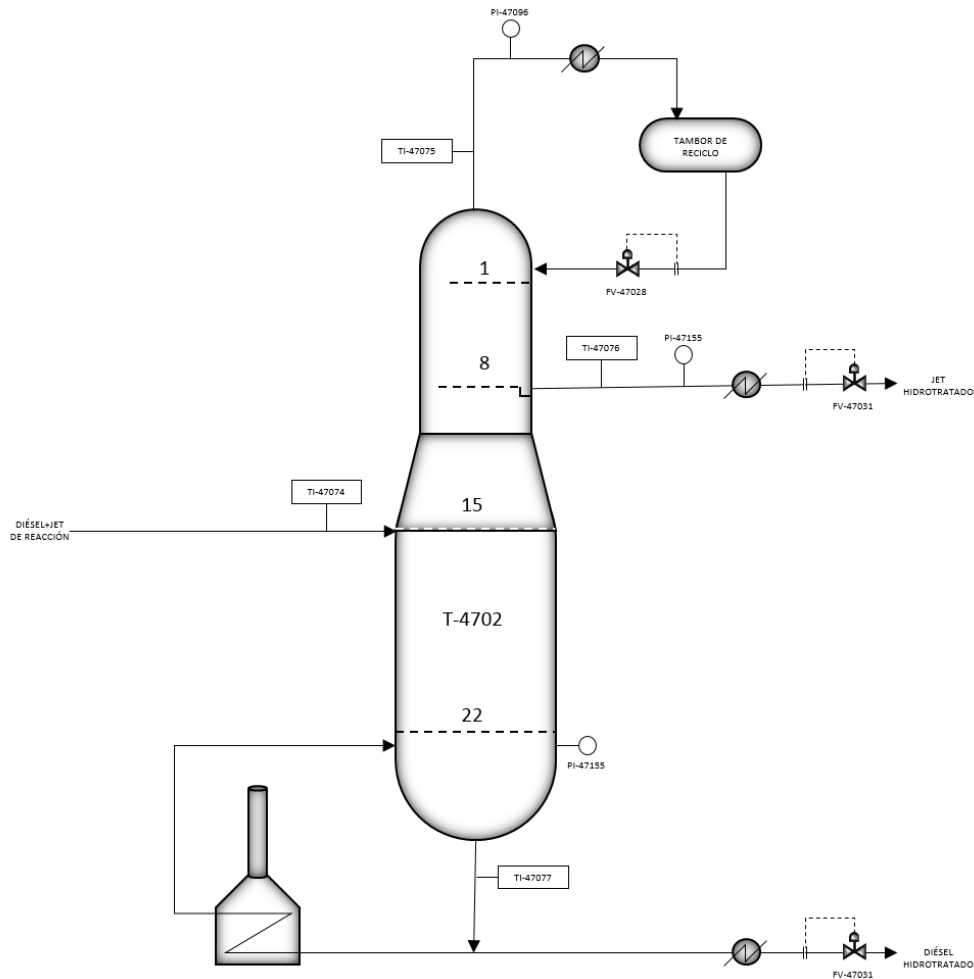 PI-47096
TI-47075
TAMBOR DE
RECICLO
1
FV-47028
8
TI-47076
PI-47155
FV-47031
JET
HIDROTRATADO
TI-47074
15
DIÉSEL+JET
DE REACCIÓN
T-4702
22
PI-47155
TI-47077
FV-47031
DIÉSEL
HIDROTRATADO